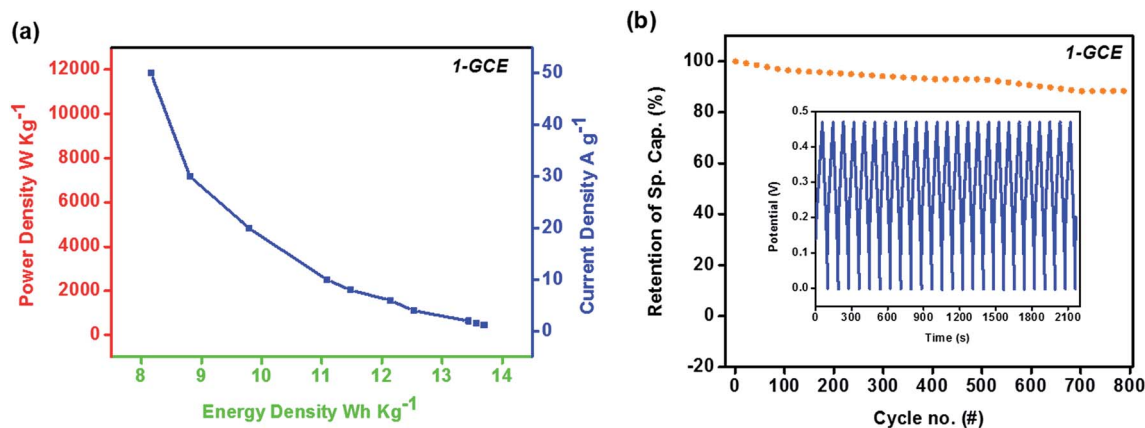 (a)
1-GCE
Power Density W Kg-1
12000
10000
8000
6000
4000
2000
0
Current Density A g-1
50
40
30
20
10
0
8 9 10 11 12 13 14
Energy Density Wh Kg-1
(b)
1-GCE
Retention of Sp. Cap. (%)
100
80
60
40
20
0
-20
0 100 200 300 400 500 600 700 800
Cycle no. (#)
Potential (V)
0.5
0.4
0.3
0.2
0.1
0.0
0 300 600 900 1200 1500 1800 2100
Time (s)